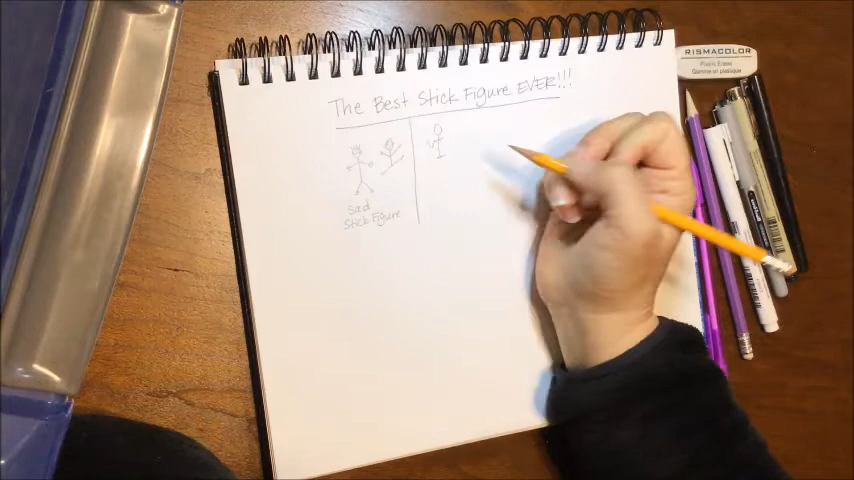 The Best Stick Figure EVER!!!
Sad
Stick Figure
PRISMACOLOR